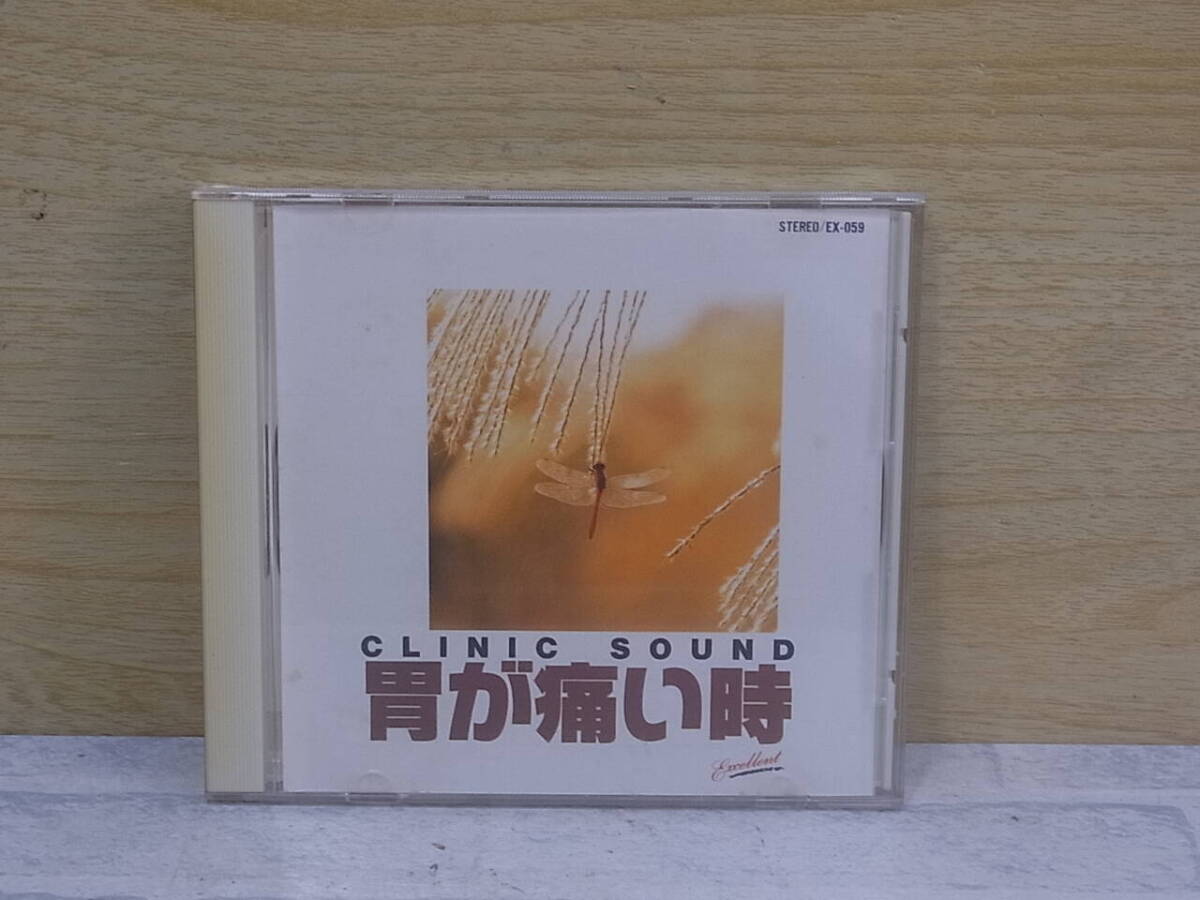 STEREO/EX-059
CLINIC SOUND
胃が痛い時
Excellent